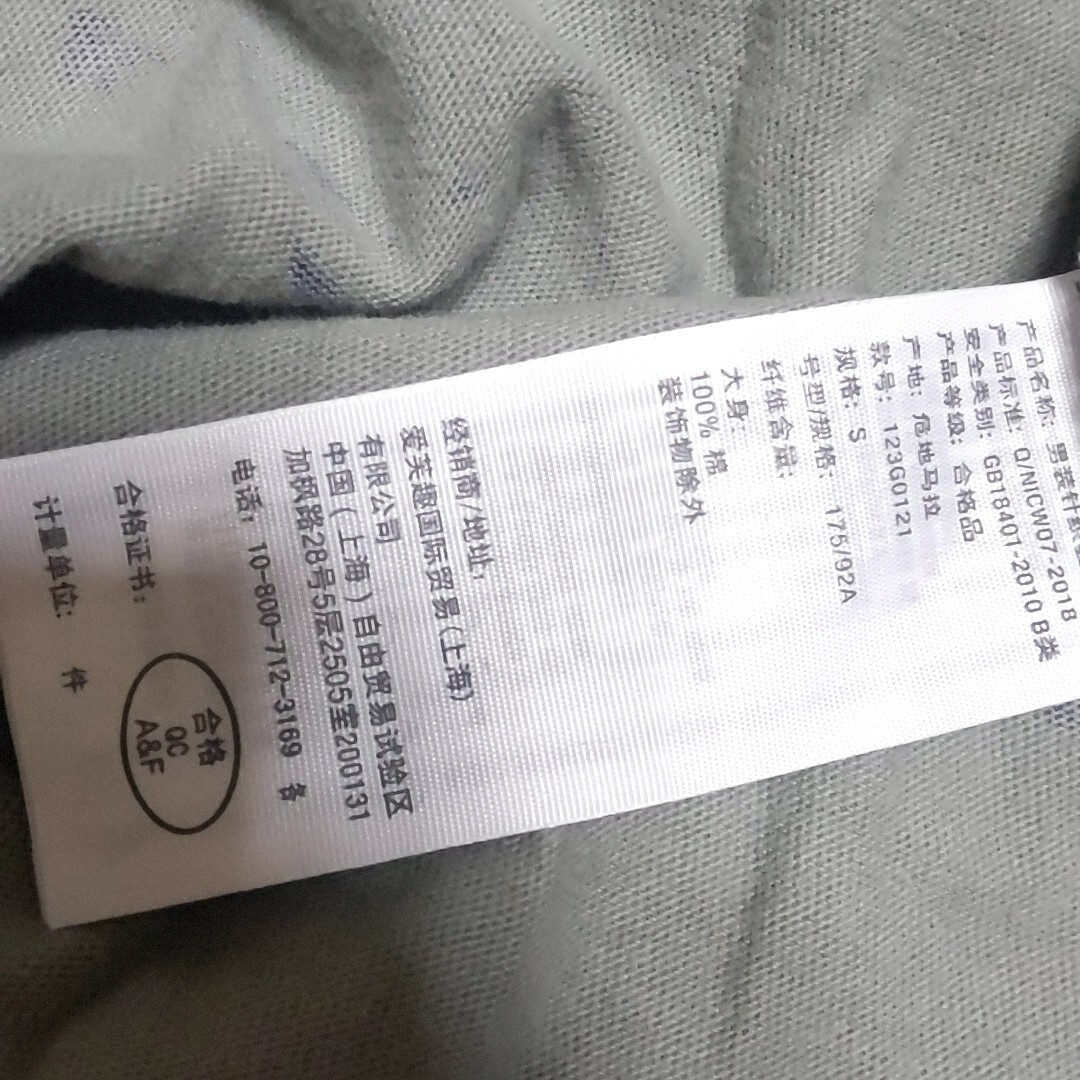 产品名称: 男装针织
产品标准: Q/NICW07-2018
安全类别: GB18401-2010 B类
产品等级: 合格品
产地: 危地马拉
款号: 123G0121
规格: S
号型/规格: 175/92A
纤维含量:
大身:
100% 棉
装饰物除外
经销商/地址:
爱芙趣国际贸易(上海)
有限公司
中国(上海)自由贸易试验区
加枫路28号5层2505室200131
电话: 10-800-712-3169
合格证书:
合格
QC
A&F
计量单位: 件